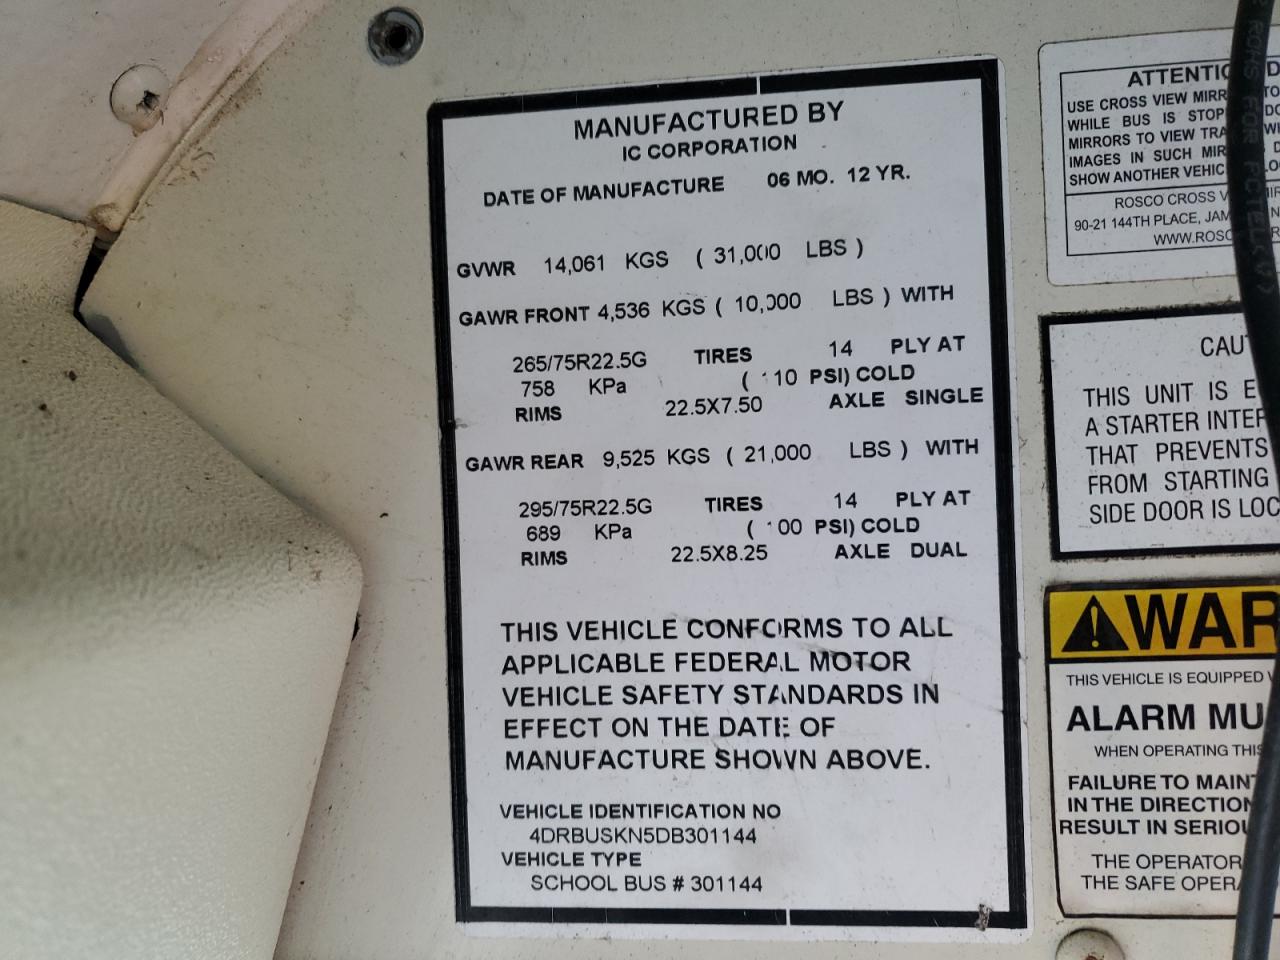 MANUFACTURED BY
IC CORPORATION
DATE OF MANUFACTURE 06 MO. 12 YR.
GVWR 14,061 KGS ( 31,000 LBS )
GAWR FRONT 4,536 KGS ( 10,000 LBS ) WITH
265/75R22.5G TIRES 14 PLY AT
758 KPa ( 110 PSI) COLD
RIMS 22.5X7.50 AXLE SINGLE
GAWR REAR 9,525 KGS ( 21,000 LBS ) WITH
295/75R22.5G TIRES 14 PLY AT
689 KPa ( 100 PSI) COLD
RIMS 22.5X8.25 AXLE DUAL
THIS VEHICLE CONFORMS TO ALL
APPLICABLE FEDERAL MOTOR
VEHICLE SAFETY STANDARDS IN
EFFECT ON THE DATE OF
MANUFACTURE SHOWN ABOVE.
VEHICLE IDENTIFICATION NO
4DRBUSKN5DB301144
VEHICLE TYPE
SCHOOL BUS # 301144
ATTENTIO
USE CROSS VIEW MIRR
WHILE BUS IS STOP
MIRRORS TO VIEW TRA
IMAGES IN SUCH MIR
SHOW ANOTHER VEHIC
ROSCO CROSS V
90-21 144TH PLACE, JAM
WWW.ROSC
CAUT
THIS UNIT IS E
A STARTER INTER
THAT PREVENTS
FROM STARTING
SIDE DOOR IS LOC
WAR
THIS VEHICLE IS EQUIPPED
ALARM MU
WHEN OPERATING THIS
FAILURE TO MAINT
IN THE DIRECTION
RESULT IN SERIOU
THE OPERATOR
THE SAFE OPERA